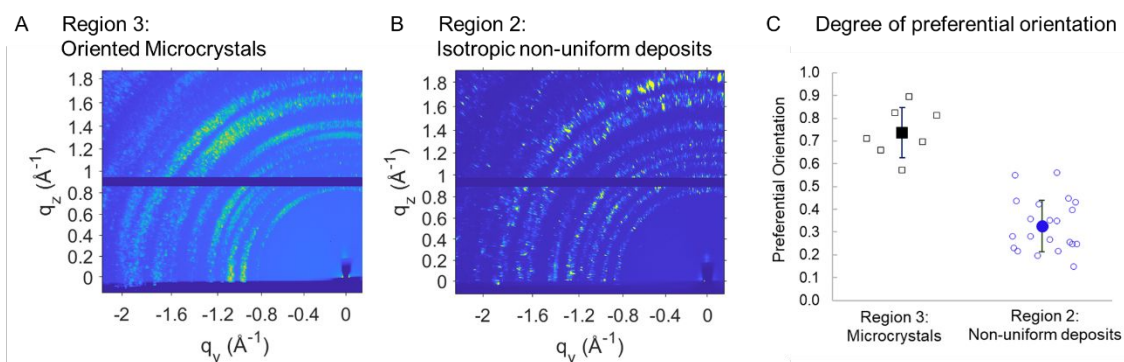 A Region 3:
Oriented Microcrystals
1.8
1.6
1.4
1.2
1
0.8
0.6
0.4
0.2
0
q_z (Å⁻¹)
-2 -1.6 -1.2 -0.8 -0.4 0
q_y (Å⁻¹)
B Region 2:
Isotropic non-uniform deposits
1.8
1.6
1.4
1.2
1
0.8
0.6
0.4
0.2
0
q_z (Å⁻¹)
-2 -1.6 -1.2 -0.8 -0.4 0
q_y (Å⁻¹)
C Degree of preferential orientation
1.0
0.9
0.8
0.7
0.6
0.5
0.4
0.3
0.2
0.1
0.0
Preferential Orientation
Region 3:
Microcrystals
Region 2:
Non-uniform deposits